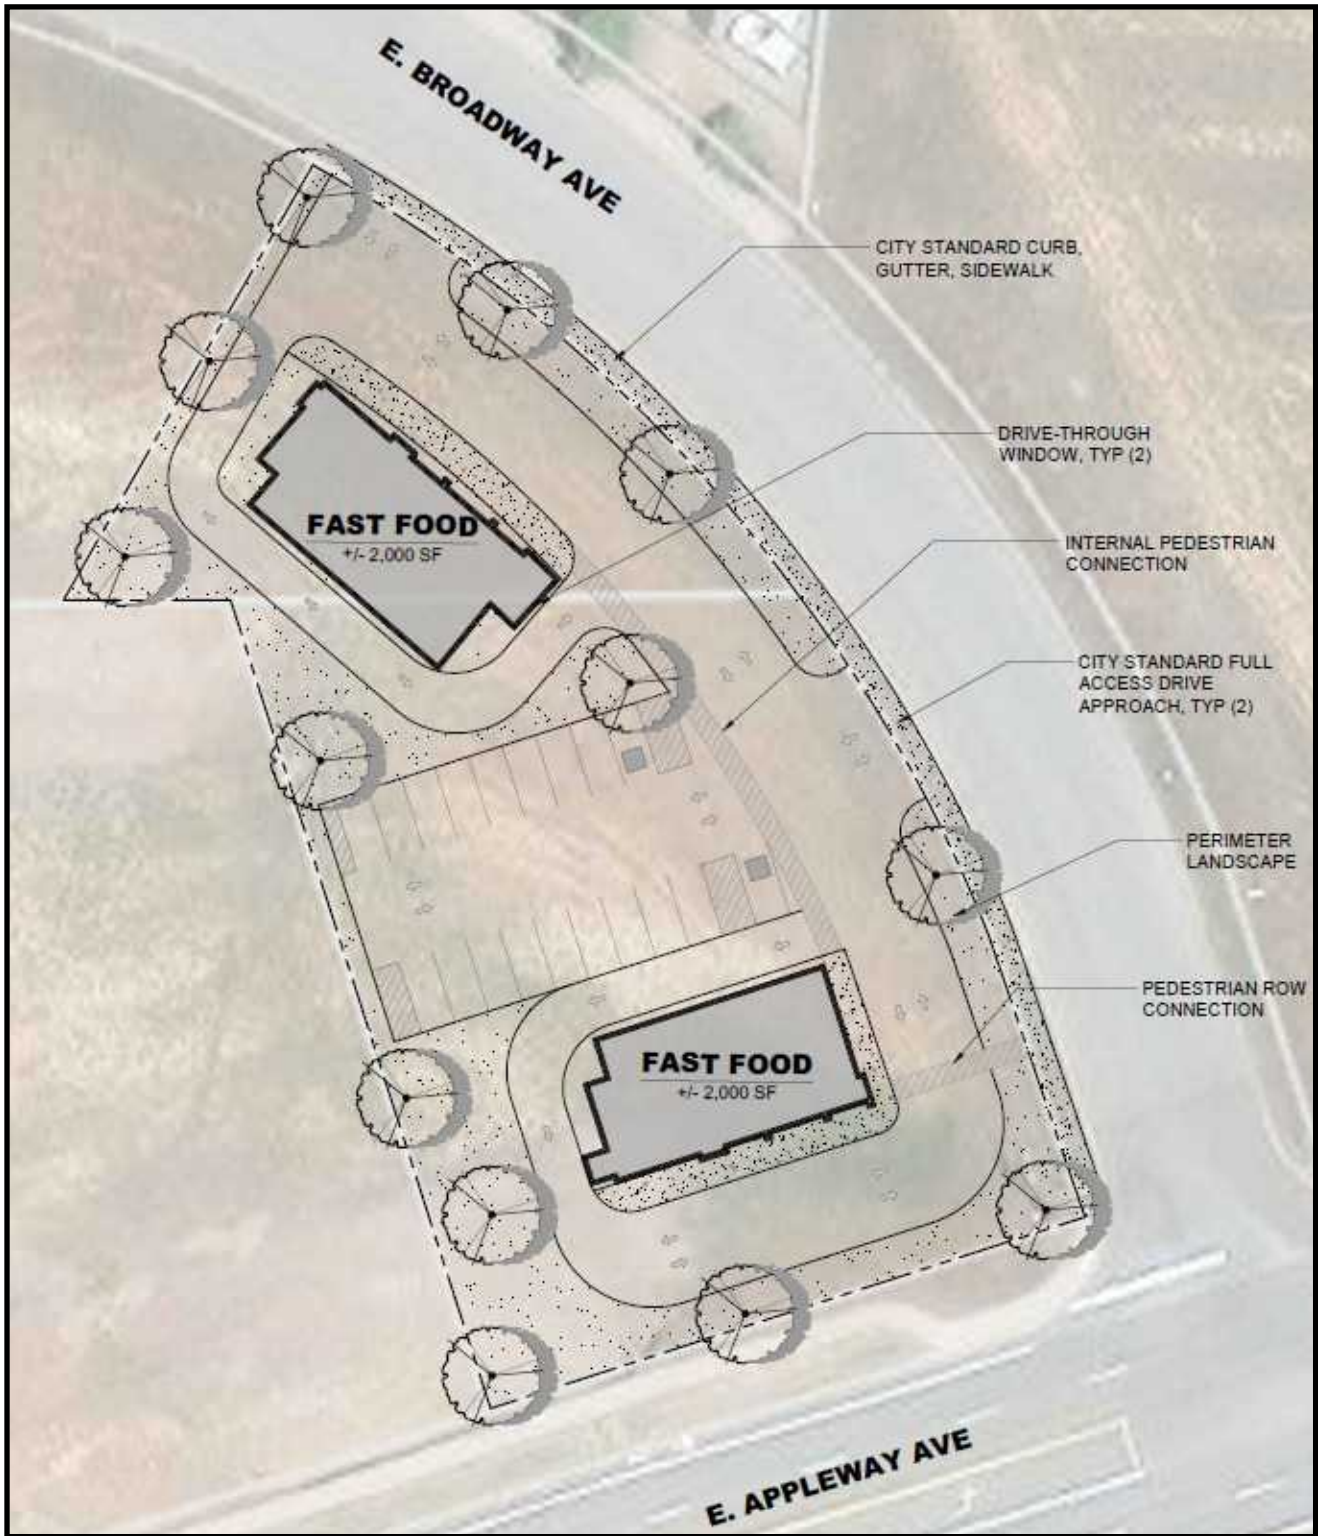 E. BROADWAY AVE
CITY STANDARD CURB,
GUTTER, SIDEWALK
DRIVE-THROUGH
WINDOW, TYP (2)
FAST FOOD
+/- 2,000 SF
INTERNAL PEDESTRIAN
CONNECTION
CITY STANDARD FULL
ACCESS DRIVE
APPROACH, TYP (2)
PERIMETER
LANDSCAPE
PEDESTRIAN ROW
CONNECTION
FAST FOOD
+/- 2,000 SF
E. APPLEWAY AVE